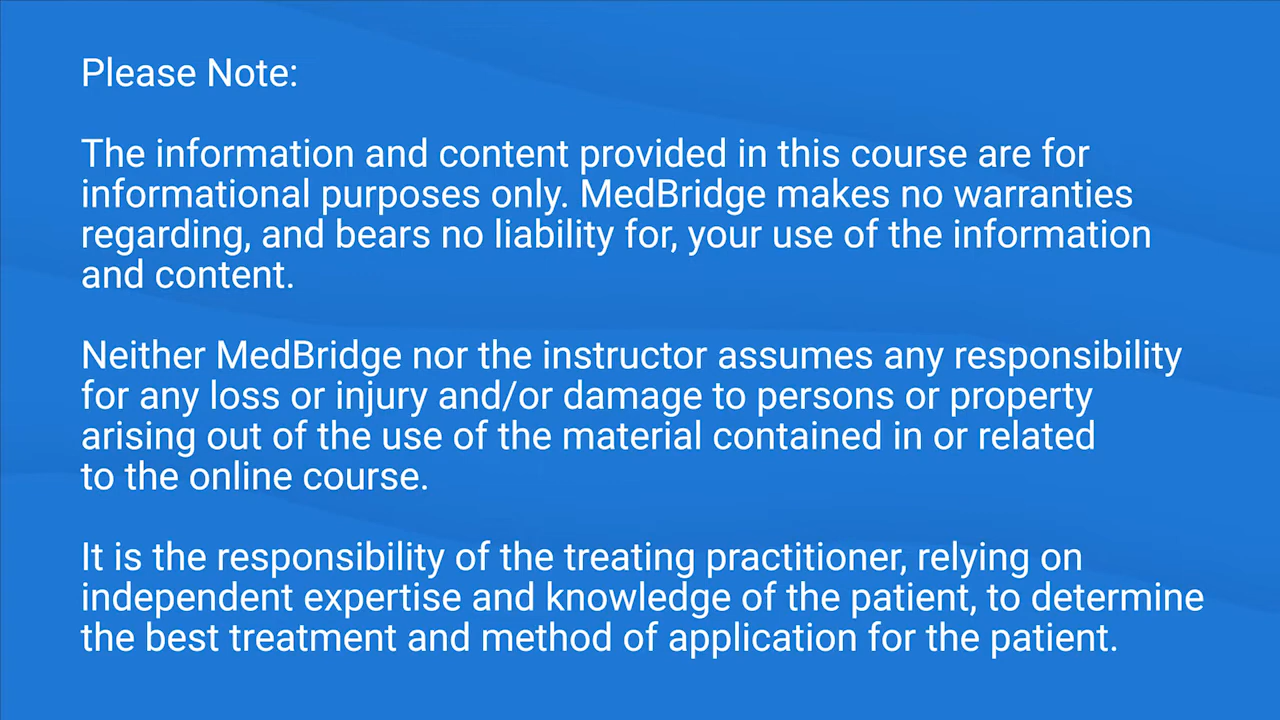 Please Note:
The information and content provided in this course are for
informational purposes only. MedBridge makes no warranties
regarding, and bears no liability for, your use of the information
and content.
Neither MedBridge nor the instructor assumes any responsibility
for any loss or injury and/or damage to persons or property
arising out of the use of the material contained in or related
to the online course.
It is the responsibility of the treating practitioner, relying on
independent expertise and knowledge of the patient, to determine
the best treatment and method of application for the patient.